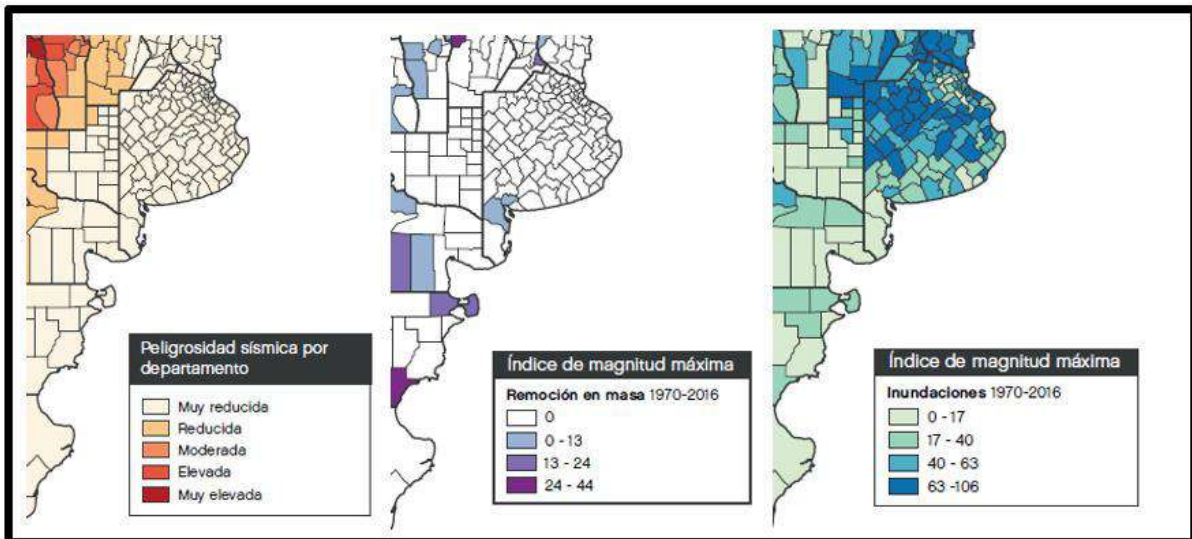 Peligrosidad sísmica por
departamento
Muy reducida
Reducida
Moderada
Elevada
Muy elevada
Índice de magnitud máxima
Remoción en masa 1970-2016
0
0 - 13
13 - 24
24 - 44
Índice de magnitud máxima
Inundaciones 1970-2016
0 - 17
17 - 40
40 - 63
63 -106